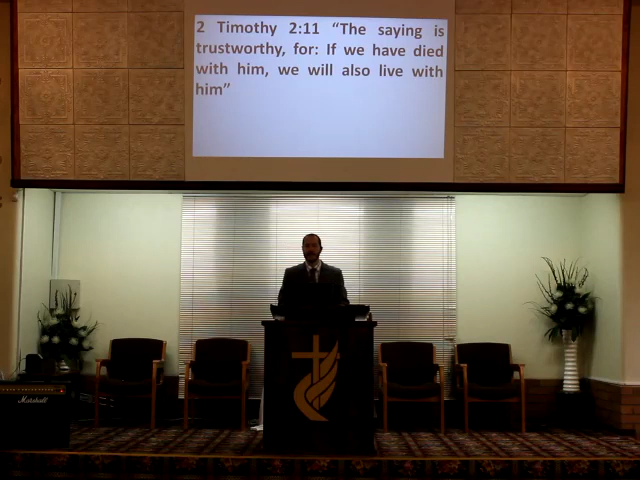 2 Timothy 2:11 “The saying is
trustworthy, for: If we have died
with him, we will also live with
him”
Marshall